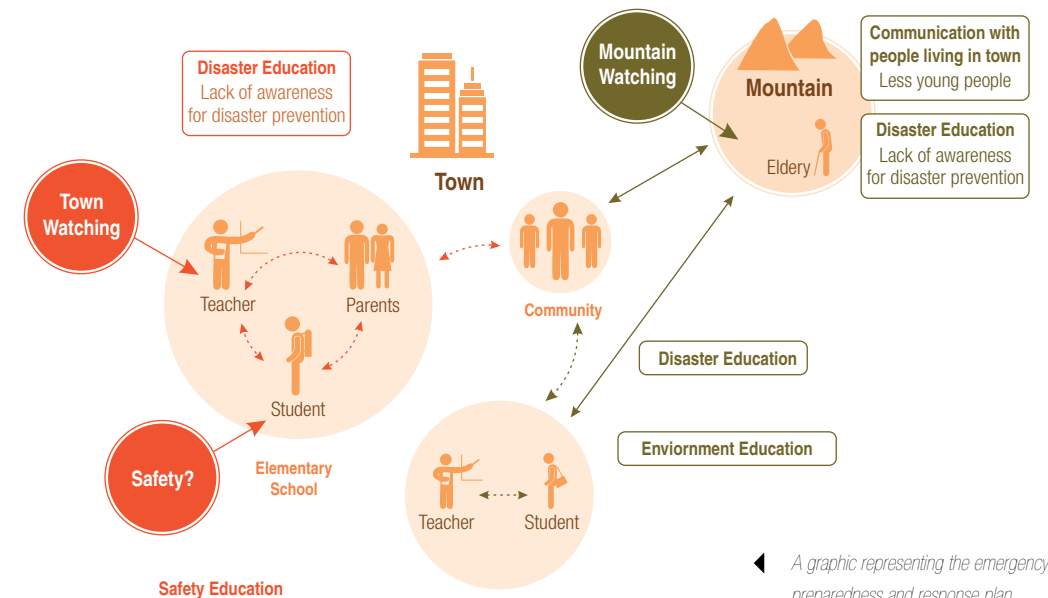 Disaster Education
Lack of awareness
for disaster prevention
Town
Mountain
Watching
Mountain
Eldery
Communication with
people living in town
Less young people
Disaster Education
Lack of awareness
for disaster prevention
Town
Watching
Teacher
Parents
Student
Community
Safety?
Elementary
School
Disaster Education
Enviornment Education
Teacher
Student
Safety Education
A graphic representing the emergency
preparedness and response plan